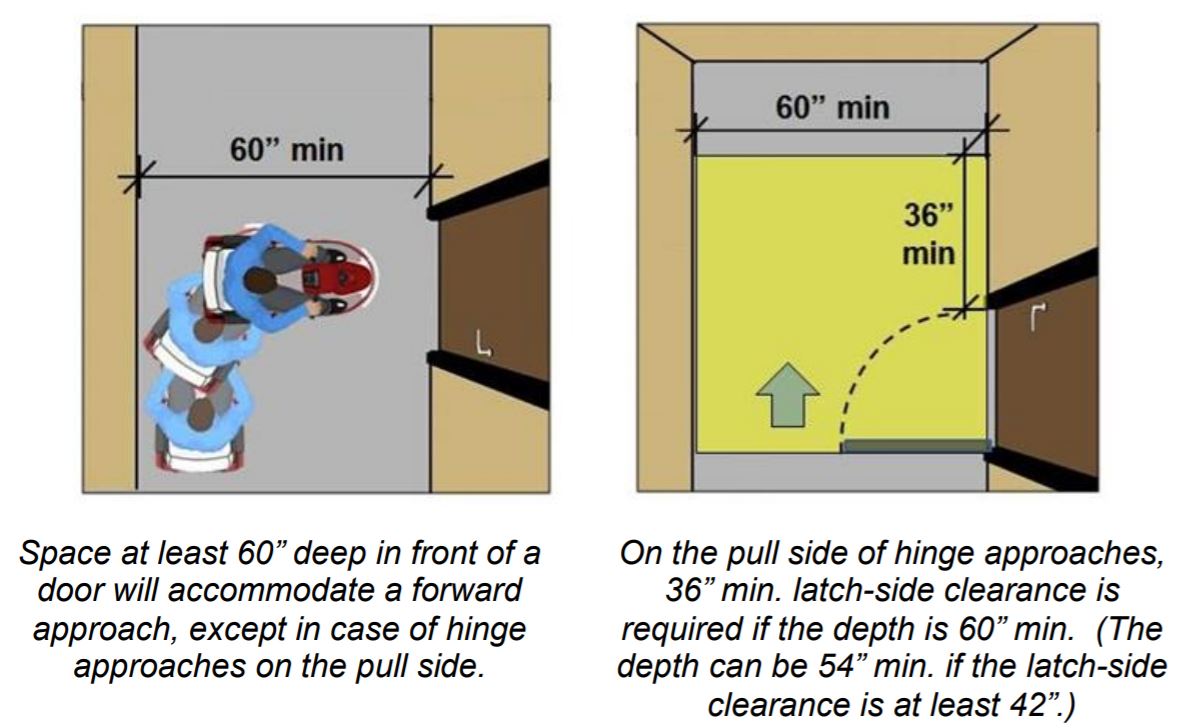 60” min
60” min
36”
min
Space at least 60” deep in front of a
door will accommodate a forward
approach, except in case of hinge
approaches on the pull side.
On the pull side of hinge approaches,
36” min. latch-side clearance is
required if the depth is 60” min.  (The
depth can be 54” min. if the latch-side
clearance is at least 42”.)